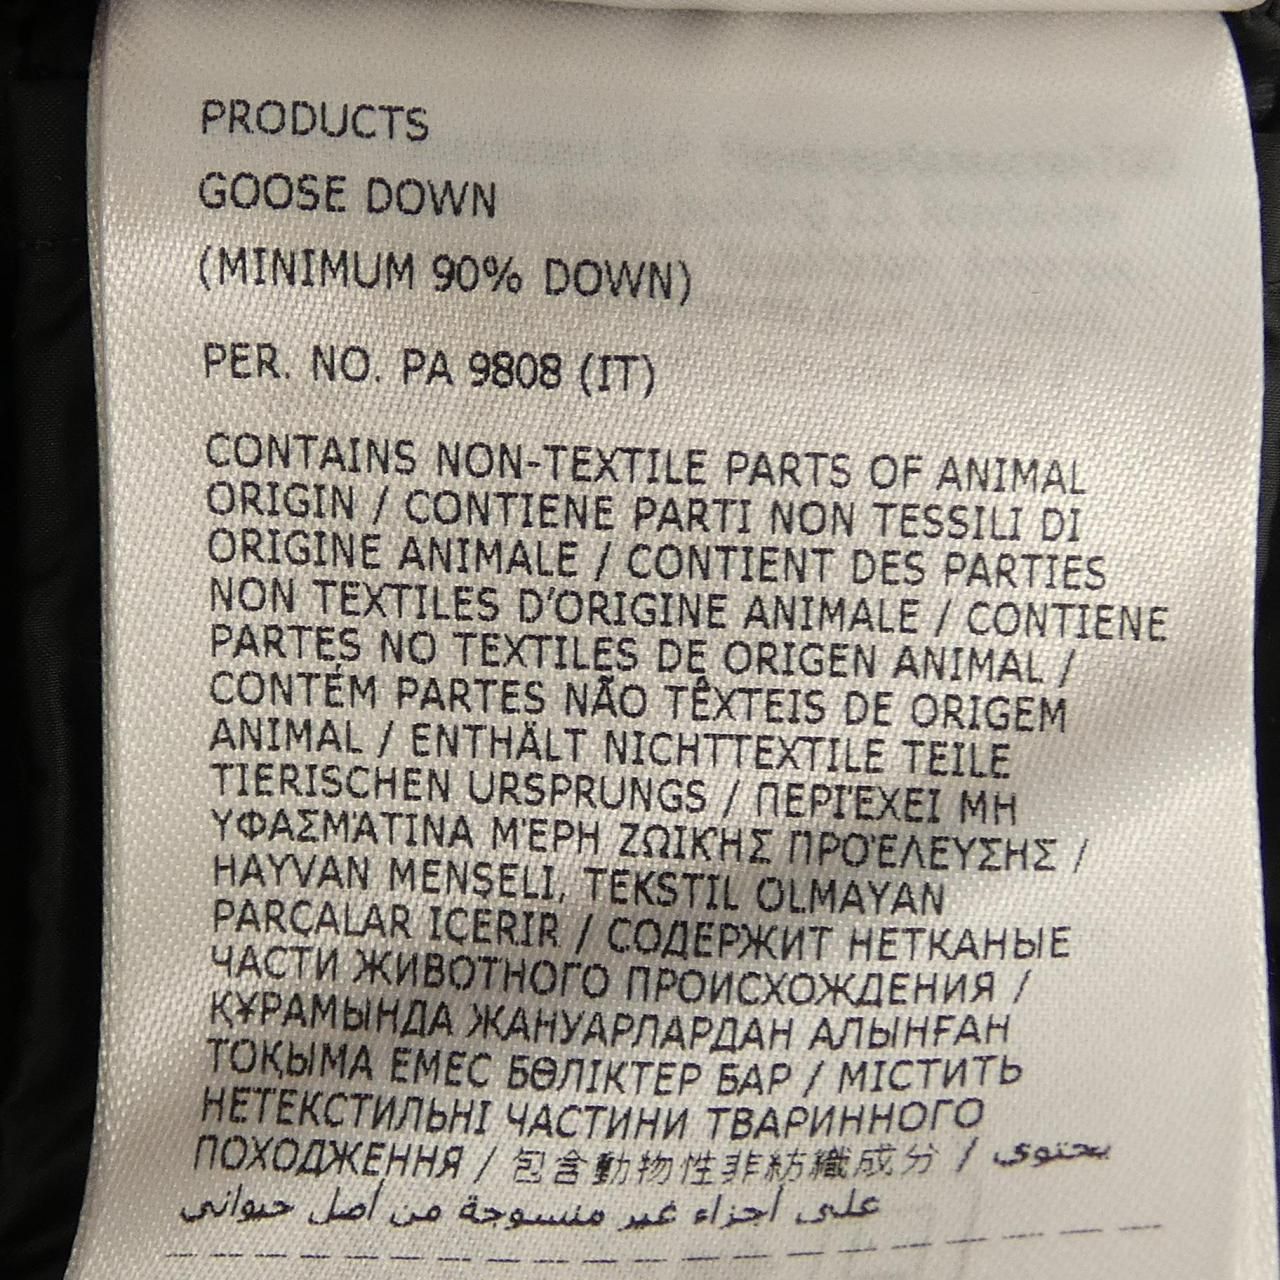 PRODUCTS
GOOSE DOWN
(MINIMUM 90% DOWN)
PER. NO. PA 9808 (IT)
CONTAINS NON-TEXTILE PARTS OF ANIMAL
ORIGIN / CONTIENE PARTI NON TESSILI DI
ORIGINE ANIMALE / CONTIENT DES PARTIES
NON TEXTILES D'ORIGINE ANIMALE / CONTIENE
PARTES NO TEXTILES DE ORIGEN ANIMAL /
CONTÉM PARTES NÃO TÊXTEIS DE ORIGEM
ANIMAL / ENTHÄLT NICHTTEXTILE TEILE
TIERISCHEN URSPRUNGS / ΠΕΡΙΈΧΕΙ ΜΗ
ΥΦΑΣΜΆΤΙΝΑ ΜΈΡΗ ΖΩΙΚΉΣ ΠΡΟΈΛΕΥΣΗΣ /
HAYVAN MENŞELI, TEKSTIL OLMAYAN
PARÇALAR IÇERIR / СОДЕРЖИТ НЕТКАНЫЕ
ЧАСТИ ЖИВОТНОГО ПРОИСХОЖДЕНИЯ /
ҚҰРАМЫНДА ЖАНУАРЛАРДАН АЛЫНҒАН
ТОҚЫМА ЕМЕС БӨЛІКТЕР БАР / МІСТИТЬ
НЕТЕКСТИЛЬНІ ЧАСТИНИ ТВАРИННОГО
ПОХОДЖЕННЯ / 包含動物性非紡織成分 / يحتوي
على أجزاء غير منسوجة من أصل حيواني